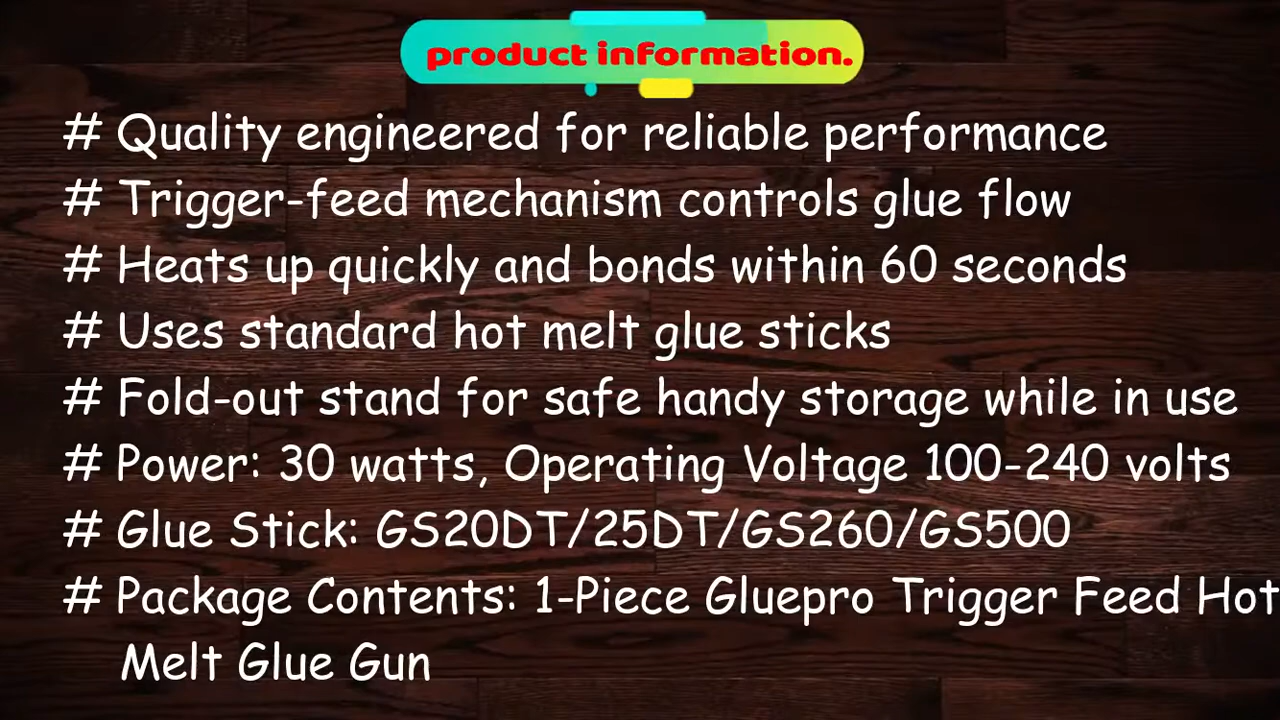 product information.
# Quality engineered for reliable performance
# Trigger-feed mechanism controls glue flow
# Heats up quickly and bonds within 60 seconds
# Uses standard hot melt glue sticks
# Fold-out stand for safe handy storage while in use
# Power: 30 watts, Operating Voltage 100-240 volts
# Glue Stick: GS20DT/25DT/GS260/GS500
# Package Contents: 1-Piece Gluepro Trigger Feed Hot
Melt Glue Gun